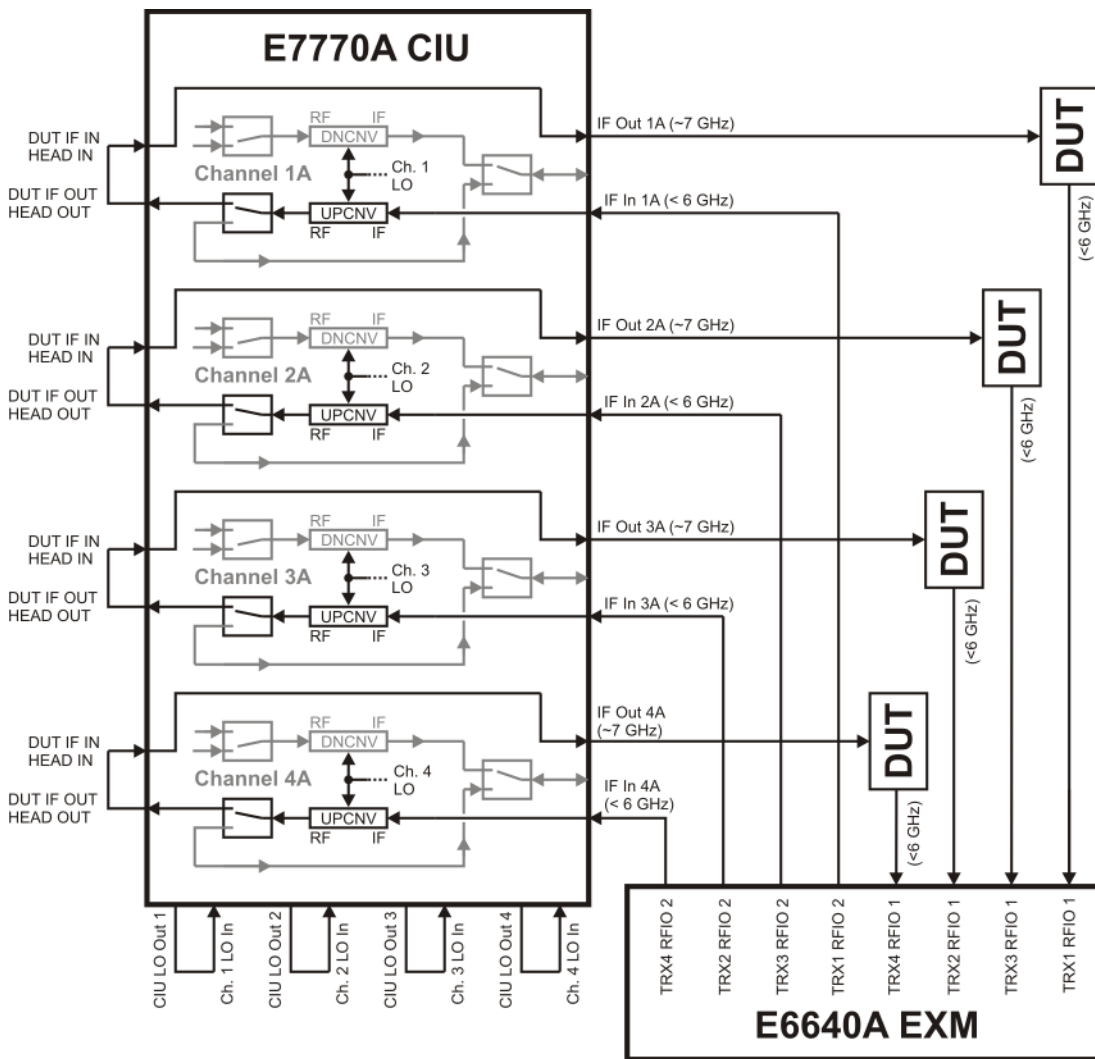 E7770A CIU
DUT IF IN
HEAD IN
DUT IF OUT
HEAD OUT
RF IF
DNCNV
Channel 1A
Ch. 1
LO
UPCNV
RF IF
IF Out 1A (~7 GHz)
IF In 1A (< 6 GHz)
DUT
(<6 GHz)
DUT IF IN
HEAD IN
DUT IF OUT
HEAD OUT
RF IF
DNCNV
Channel 2A
Ch. 2
LO
UPCNV
RF IF
IF Out 2A (~7 GHz)
IF In 2A (< 6 GHz)
DUT
(<6 GHz)
DUT IF IN
HEAD IN
DUT IF OUT
HEAD OUT
RF IF
DNCNV
Channel 3A
Ch. 3
LO
UPCNV
RF IF
IF Out 3A (~7 GHz)
IF In 3A (< 6 GHz)
DUT
(<6 GHz)
DUT IF IN
HEAD IN
DUT IF OUT
HEAD OUT
RF IF
DNCNV
Channel 4A
Ch. 4
LO
UPCNV
RF IF
IF Out 4A
(~7 GHz)
IF In 4A
(< 6 GHz)
DUT
(<6 GHz)
CIU LO Out 1
Ch. 1 LO In
CIU LO Out 2
Ch. 2 LO In
CIU LO Out 3
Ch. 3 LO In
CIU LO Out 4
Ch. 4 LO In
TRX4 RFIO 2
TRX2 RFIO 2
TRX3 RFIO 2
TRX1 RFIO 2
TRX4 RFIO 1
TRX2 RFIO 1
TRX3 RFIO 1
TRX1 RFIO 1
E6640A EXM